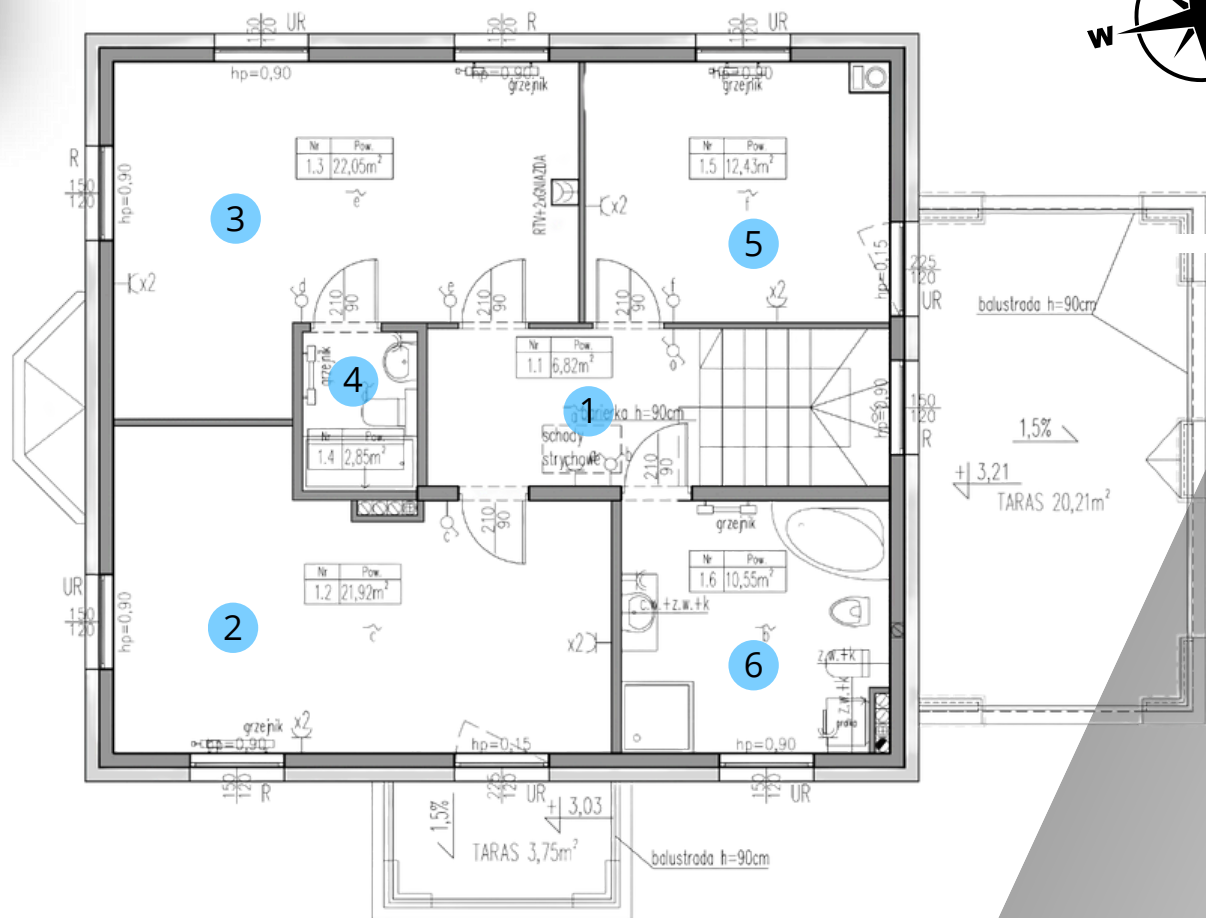 150
120 UR
150
120 R
150
120 UR
W
hp=0,90
hp=0,90
grzejnik
hp=0,90
grzejnik
R
150
120
hp=0,90
Nr Pow.
1.3 22,05m²
e
RTV+2xGNIAZDA
x2
Nr Pow.
1.5 12,43m²
f
3
5
hp=0,15
225
120
UR
x2
d
210
90
e
210
90
210
90
f
x2
balustrada h=90cm
grzejnik
4
Nr Pow.
1.1 6,82m²
a
1
barierka h=90cm
hp=0,90
150
120
R
1,5%
Nr Pow.
1.4 2,85m²
schody
strychowe
b
210
90
+3,21
TARAS 20,21m²
c
210
90
grzejnik
UR
150
120
hp=0,90
Nr Pow.
1.2 21,92m²
c
2
x2
Nr Pow.
1.6 10,55m²
c.w.+z.w.+k
b
6
z.w.+k
z.w.+k
pralka
grzejnik
x2
hp=0,90
hp=0,15
hp=0,90
150
120 R
225
120 UR
150
120 UR
1,5%
+3,03
TARAS 3,75m²
balustrada h=90cm